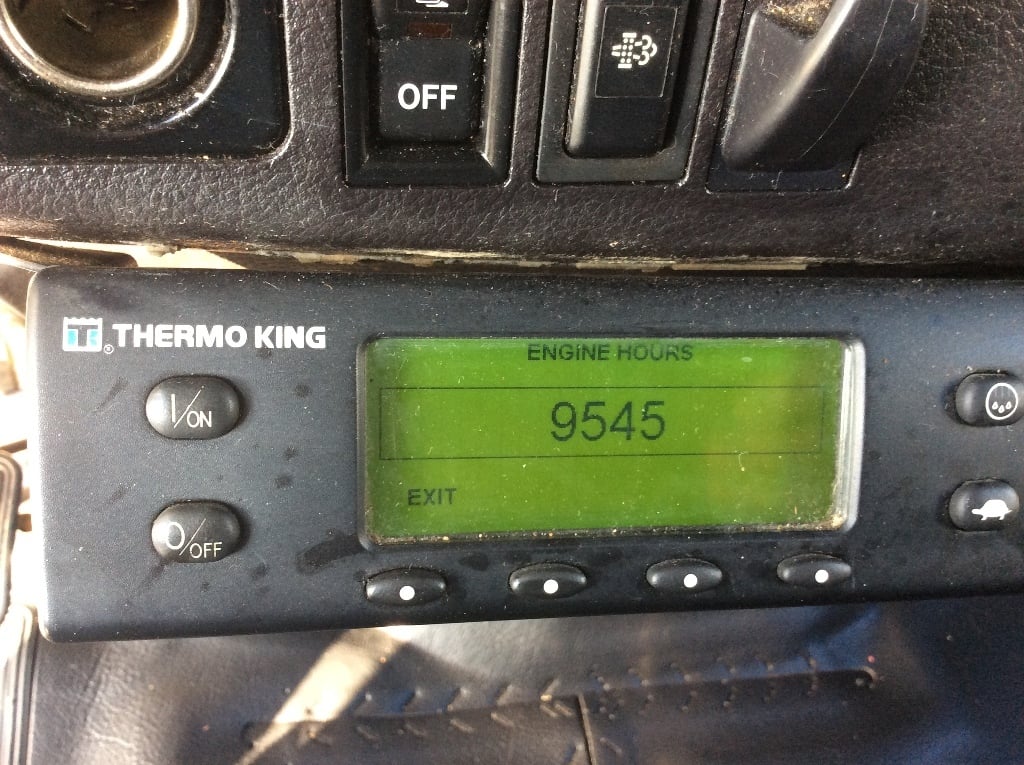 OFF
THERMO KING
ENGINE HOURS
I/ON
9545
EXIT
O/OFF